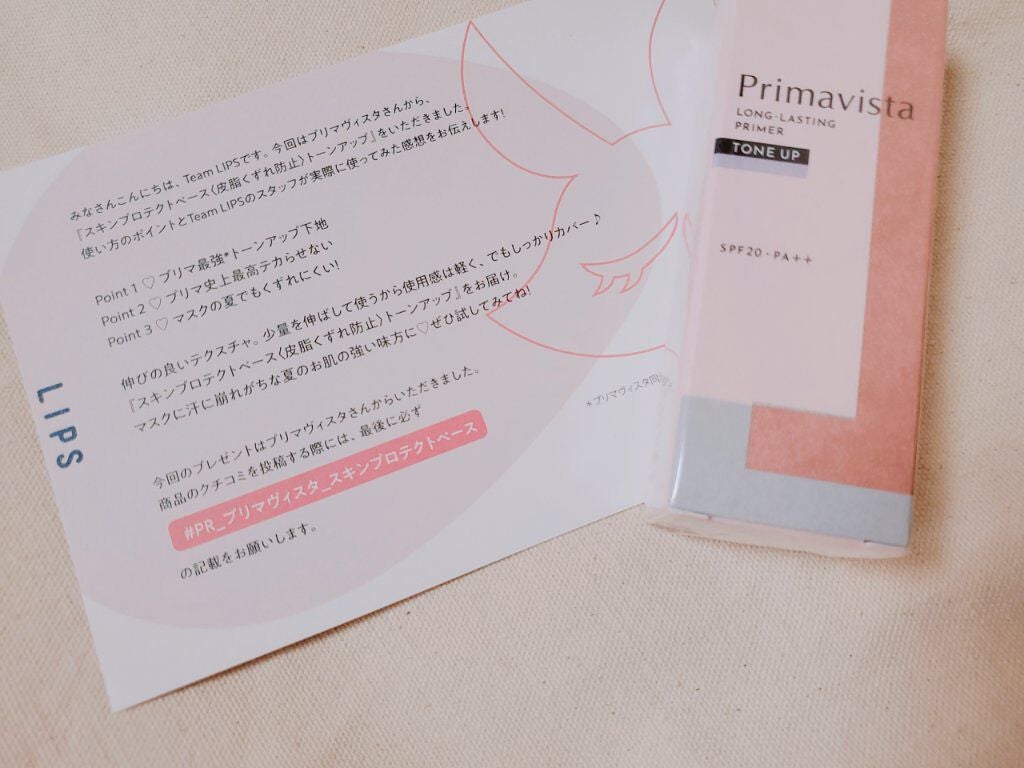 みなさんこんにちは、Team LIPSです。今回はプリマヴィスタさんから、
『スキンプロテクトベース〈皮脂くずれ防止〉トーンアップ』をいただきました。
使い方のポイントとTeam LIPSのスタッフが実際に使ってみた感想をお伝えします!
Point 1 ♡ プリマ最強*トーンアップ下地
Point 2 ♡ プリマ史上最高テカらせない
Point 3 ♡ マスクの夏でもくずれにくい!
伸びの良いテクスチャ。少量を伸ばして使うから使用感は軽く、でもしっかりカバー♪
『スキンプロテクトベース〈皮脂くずれ防止〉トーンアップ』をお届け。
マスクに汗に崩れがちな夏のお肌の強い味方に♡ぜひ試してみてね!
今回のプレゼントはプリマヴィスタさんからいただきました。
商品のクチコミを投稿する際には、最後に必ず
#PR_プリマヴィスタ_スキンプロテクトベース
の記載をお願いします。
*プリマヴィスタ
LIPS
Primavista
LONG-LASTING
PRIMER
TONE UP
SPF20・PA++